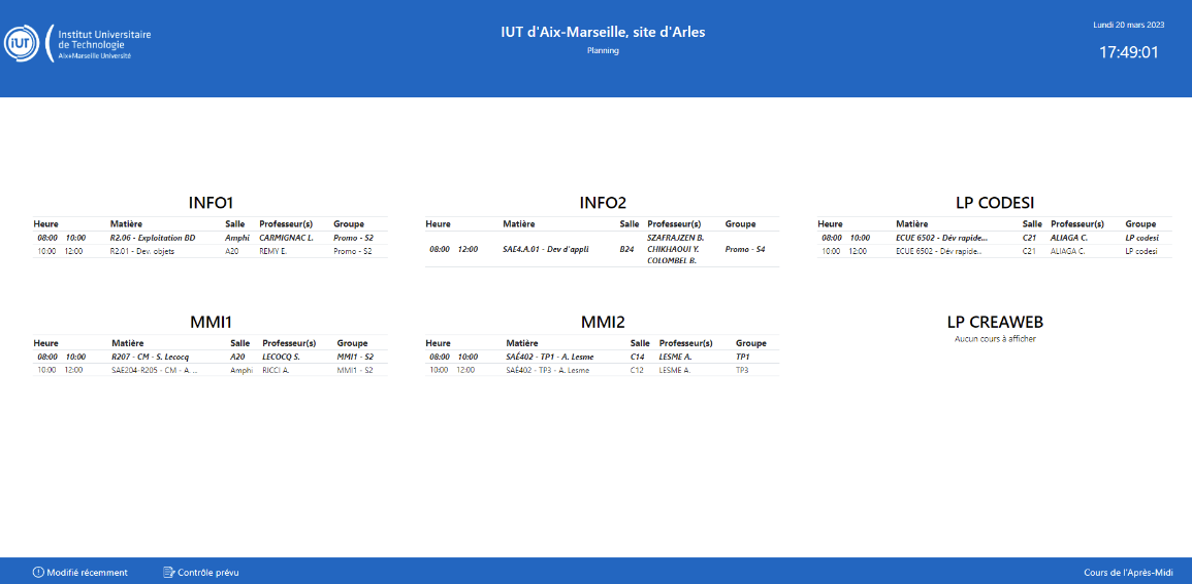 iUT
Institut Universitaire
de Technologie
Aix*Marseille Université
IUT d'Aix-Marseille, site d'Arles
Planning
Lundi 20 mars 2023
17:49:01
INFO1
Heure Matière Salle Professeur(s) Groupe
08:00 10:00 R2.06 - Exploitation BD Amphi CARMIGNAC L. Promo - S2
10:00 12:00 R2.01 - Dev. objets A20 REMY E. Promo - S2
INFO2
Heure Matière Salle Professeur(s) Groupe
SZAFRAJZEN B.
08:00 12:00 SAE4.A.01 - Dev d'appli B24 CHIKHAOUI Y. Promo - S4
COLOMBEL B.
LP CODESI
Heure Matière Salle Professeur(s) Groupe
08:00 10:00 ECUE 6502 - Dév rapide... C21 ALIAGA C. LP codesi
10:00 12:00 ECUE 6502 - Dév rapide... C21 ALIAGA C. LP codesi
MMI1
Heure Matière Salle Professeur(s) Groupe
08:00 10:00 R207 - CM - S. Lecocq A20 LECOCQ S. MMI1 - S2
10:00 12:00 SAE204-R205 - CM - A. ... Amphi RICCI A. MMI1 - S2
MMI2
Heure Matière Salle Professeur(s) Groupe
08:00 10:00 SAÉ402 - TP1 - A. Lesme C14 LESME A. TP1
10:00 12:00 SAÉ402 - TP3 - A. Lesme C12 LESME A. TP3
LP CREAWEB
Aucun cours à afficher
Modifié récemment
Contrôle prévu
Cours de l'Après-Midi